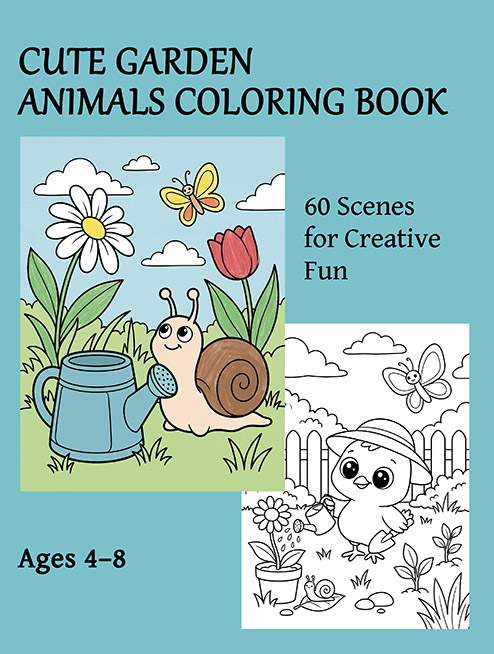 CUTE GARDEN
ANIMALS COLORING BOOK
60 Scenes
for Creative
Fun
Ages 4–8